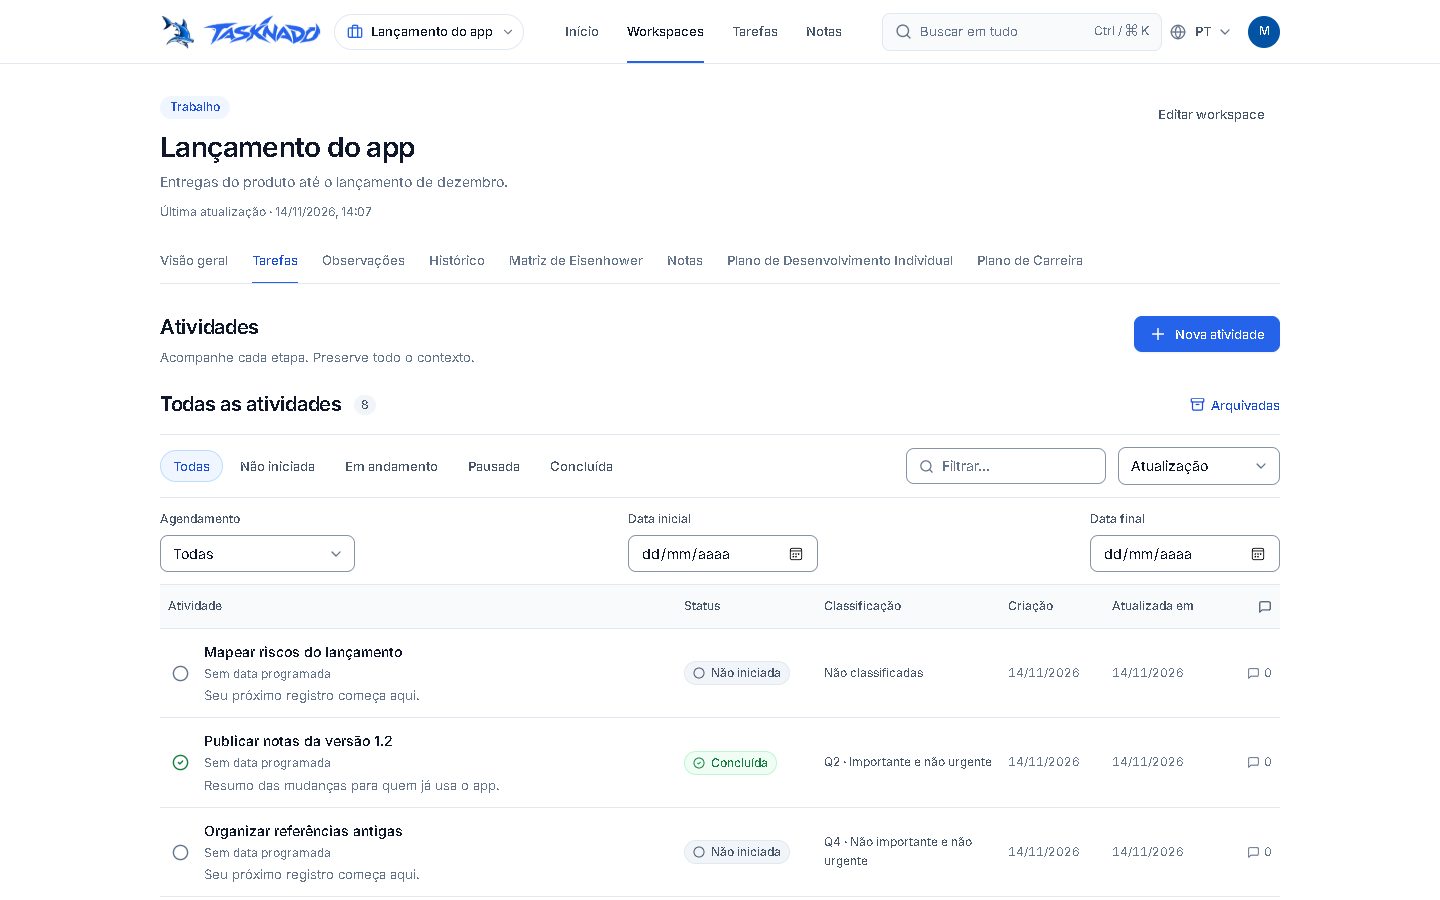 TASKNADO
Lançamento do app
Início
Workspaces
Tarefas
Notas
Buscar em tudo
Ctrl / ⌘ K
PT
M
Trabalho
Editar workspace
Lançamento do app
Entregas do produto até o lançamento de dezembro.
Última atualização · 14/11/2026, 14:07
Visão geral
Tarefas
Observações
Histórico
Matriz de Eisenhower
Notas
Plano de Desenvolvimento Individual
Plano de Carreira
Atividades
Nova atividade
Acompanhe cada etapa. Preserve todo o contexto.
Todas as atividades 8
Arquivadas
Todas
Não iniciada
Em andamento
Pausada
Concluída
Filtrar...
Atualização
Agendamento
Data inicial
Data final
Todas
dd/mm/aaaa
dd/mm/aaaa
Atividade
Status
Classificação
Criação
Atualizada em
Mapear riscos do lançamento
Sem data programada
Seu próximo registro começa aqui.
Não iniciada
Não classificadas
14/11/2026
14/11/2026
0
Publicar notas da versão 1.2
Sem data programada
Resumo das mudanças para quem já usa o app.
Concluída
Q2 · Importante e não urgente
14/11/2026
14/11/2026
0
Organizar referências antigas
Sem data programada
Seu próximo registro começa aqui.
Não iniciada
Q4 · Não importante e não
urgente
14/11/2026
14/11/2026
0